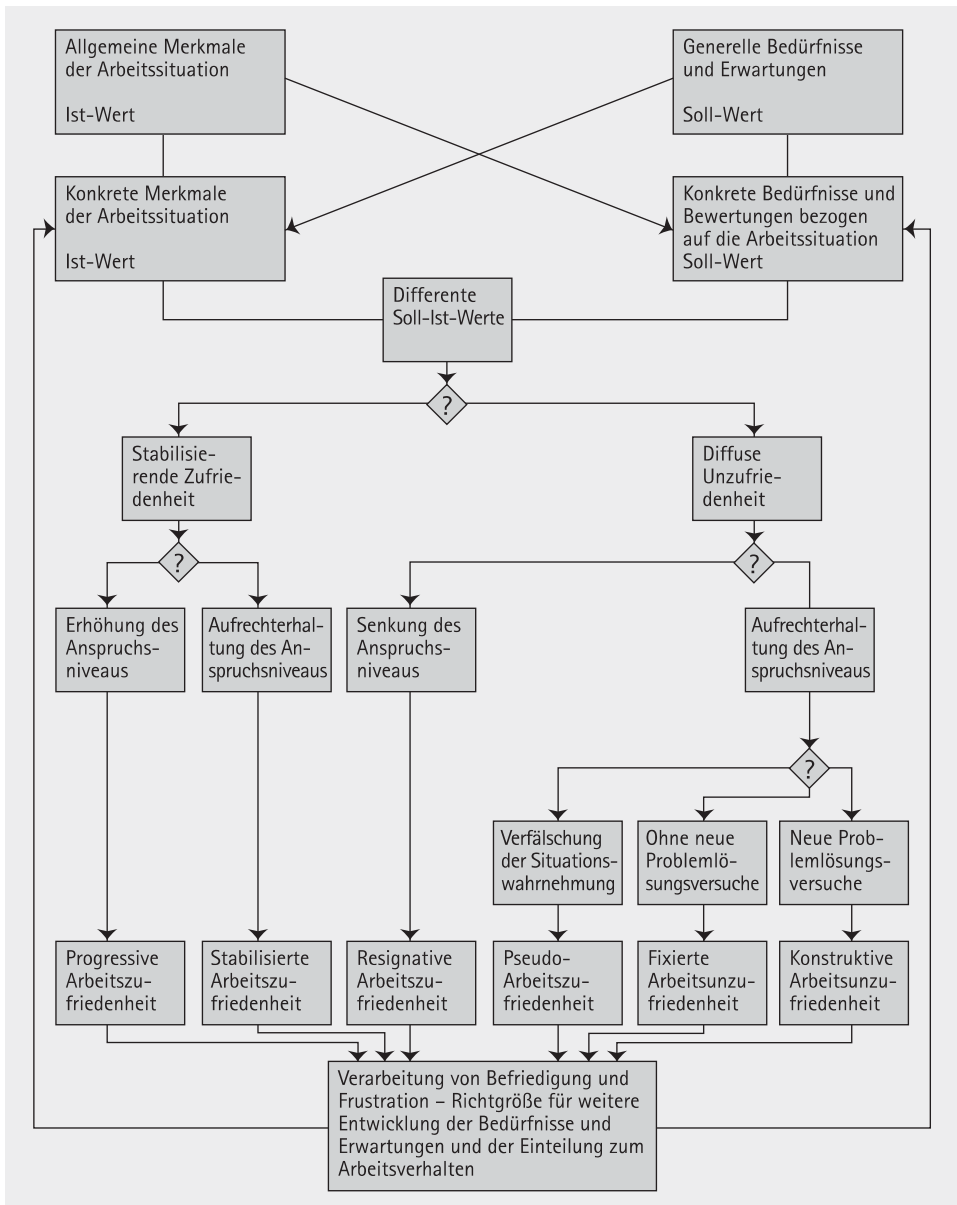 Allgemeine Merkmale
der Arbeitssituation
Ist-Wert
Generelle Bedürfnisse
und Erwartungen
Soll-Wert
Konkrete Merkmale
der Arbeitssituation
Ist-Wert
Konkrete Bedürfnisse und
Bewertungen bezogen
auf die Arbeitssituation
Soll-Wert
Differente
Soll-Ist-Werte
?
Stabilisie-
rende Zufrie-
denheit
Diffuse
Unzufrie-
denheit
?
?
Erhöhung des
Anspruchs-
niveaus
Aufrechterhal-
tung des An-
spruchsniveaus
Senkung des
Anspruchs-
niveaus
Aufrechterhal-
tung des An-
spruchsniveaus
?
Verfälschung
der Situations-
wahrnehmung
Ohne neue
Problemlö-
sungsversuche
Neue Prob-
lemlösungs-
versuche
Progressive
Arbeitszu-
friedenheit
Stabilisierte
Arbeitszu-
friedenheit
Resignative
Arbeitszu-
friedenheit
Pseudo-
Arbeitszu-
friedenheit
Fixierte
Arbeitsunzu-
friedenheit
Konstruktive
Arbeitsunzu-
friedenheit
Verarbeitung von Befriedigung und
Frustration – Richtgröße für weitere
Entwicklung der Bedürfnisse und
Erwartungen und der Einteilung zum
Arbeitsverhalten